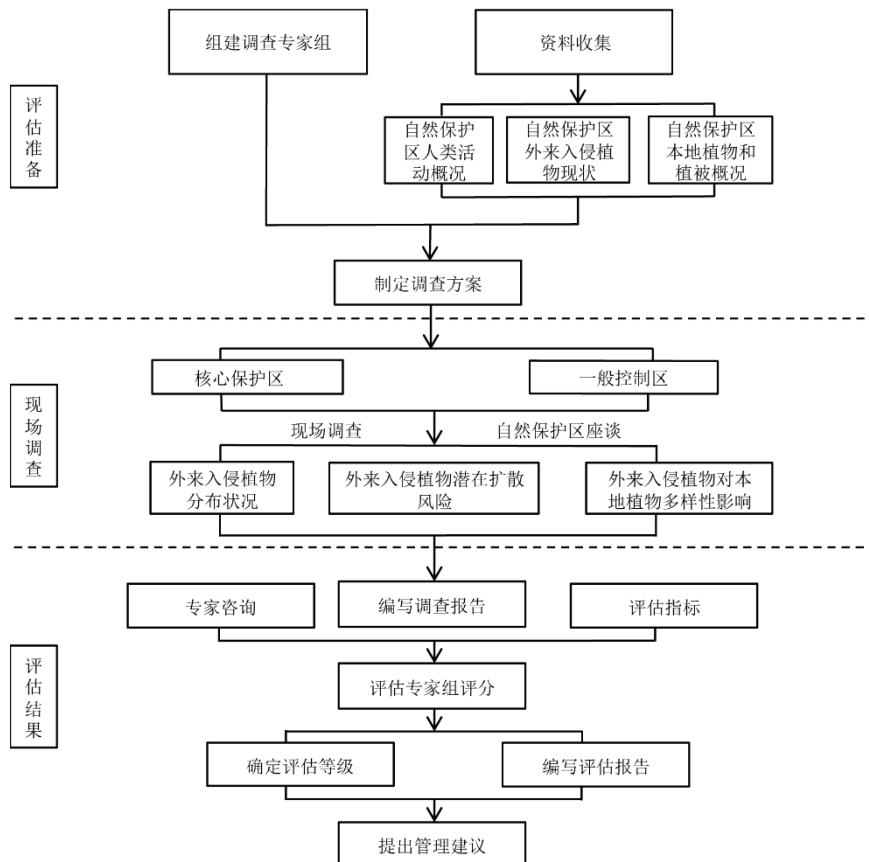 组建调查专家组
资料收集
评
估
准
备
自然保护
区人类活
动概况
自然保护区
外来入侵植
物现状
自然保护区
本地植物和
植被概况
制定调查方案
现
场
调
查
核心保护区
一般控制区
现场调查
自然保护区座谈
外来入侵植物
分布状况
外来入侵植物潜在扩散
风险
外来入侵植物对本
地植物多样性影响
评
估
结
果
专家咨询
编写调查报告
评估指标
评估专家组评分
确定评估等级
编写评估报告
提出管理建议